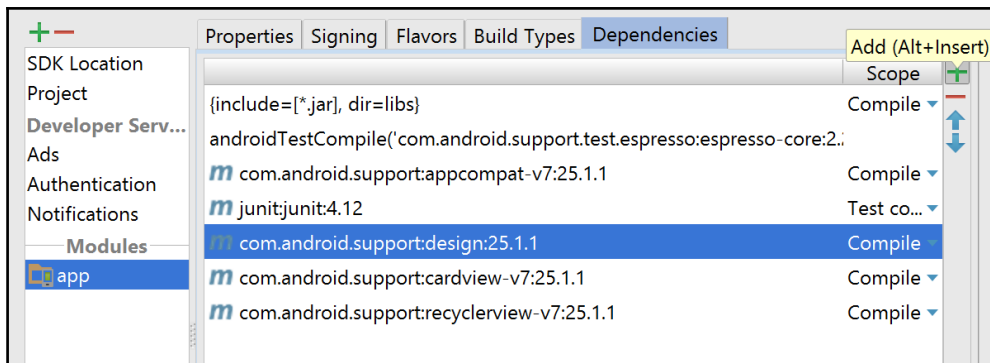 Properties Signing Flavors Build Types Dependencies
Add (Alt+Insert)
SDK Location
Project
Developer Serv...
Ads
Authentication
Notifications
Modules
app
Scope
{include=[*.jar], dir=libs} Compile
androidTestCompile('com.android.support.test.espresso:espresso-core:2.
m com.android.support:appcompat-v7:25.1.1 Compile
m junit:junit:4.12 Test co...
m com.android.support:design:25.1.1 Compile
m com.android.support:cardview-v7:25.1.1 Compile
m com.android.support:recyclerview-v7:25.1.1 Compile